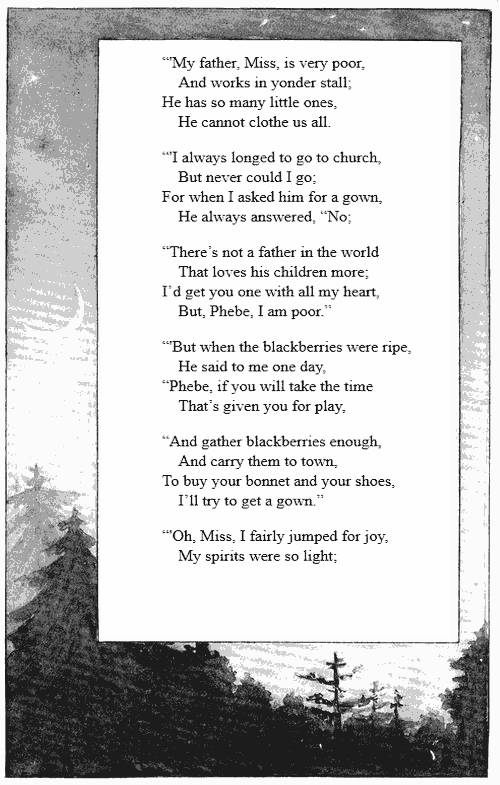 “‘My father, Miss, is very poor,
And works in yonder stall;
He has so many little ones,
He cannot clothe us all.
“‘I always longed to go to church,
But never could I go;
For when I asked him for a gown,
He always answered, “No;
“There’s not a father in the world
That loves his children more;
I’d get you one with all my heart,
But, Phebe, I am poor.”
“‘But when the blackberries were ripe,
He said to me one day,
“Phebe, if you will take the time
That’s given you for play,
“And gather blackberries enough,
And carry them to town,
To buy your bonnet and your shoes,
I’ll try to get a gown.”
“‘Oh, Miss, I fairly jumped for joy,
My spirits were so light;